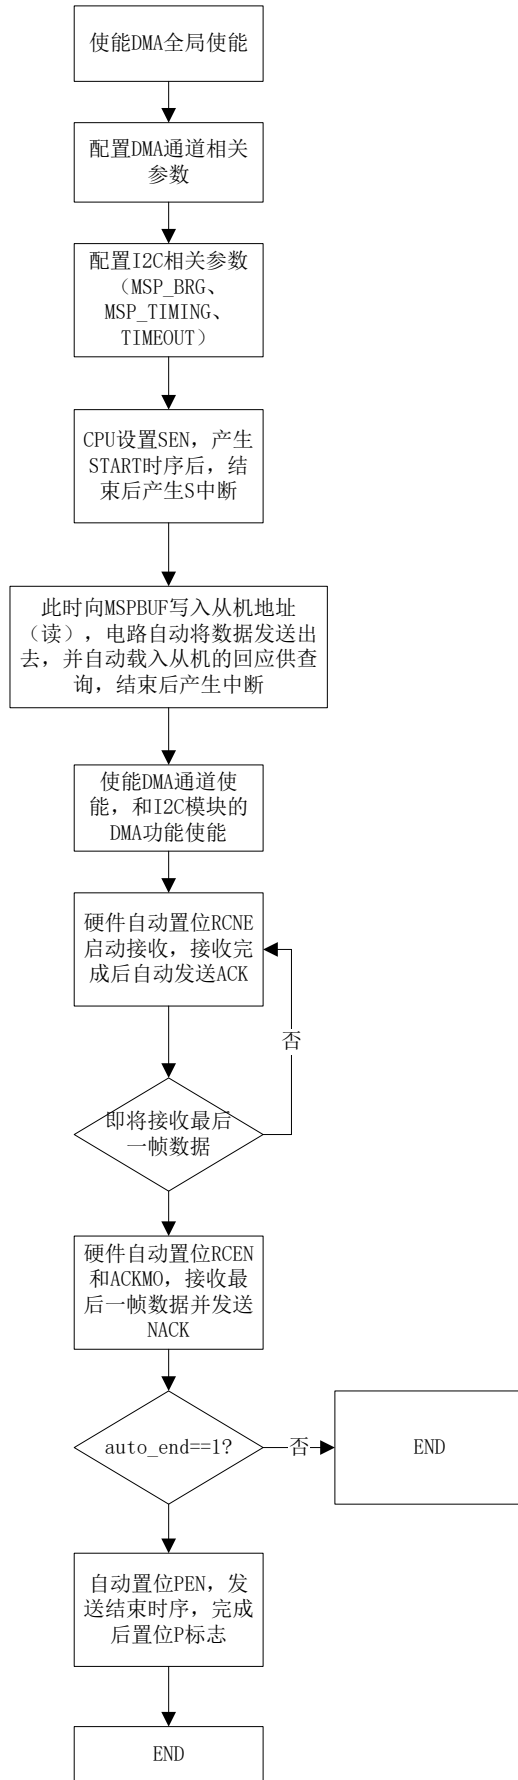 使能DMA全局使能
配置DMA通道相关
参数
配置I2C相关参数
（MSP_BRG、
MSP_TIMING、
TIMEOUT）
CPU设置SEN，产生
START时序后，结
束后产生S中断
此时向MSPBUF写入从机地址
（读），电路自动将数据发送出
去，并自动载入从机的回应供查
询，结束后产生中断
使能DMA通道使
能，和I2C模块的
DMA功能使能
硬件自动置位RCNE
启动接收，接收完
成后自动发送ACK
否
即将接收最后
一帧数据
硬件自动置位RCEN
和ACKMO，接收最
后一帧数据并发送
NACK
auto_end==1?
否
END
自动置位PEN，发
送结束时序，完成
后置位P标志
END